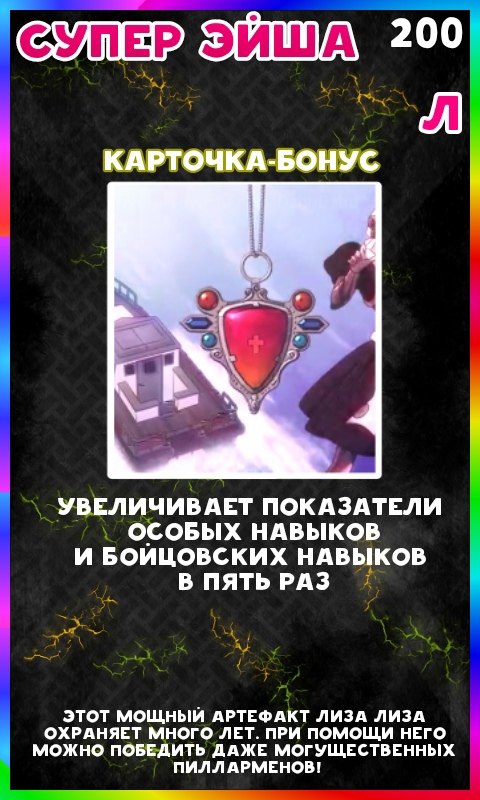 СУПЕР ЭЙША
200
Л
КАРТОЧКА-БОНУС
УВЕЛИЧИВАЕТ ПОКАЗАТЕЛИ
ОСОБЫХ НАВЫКОВ
И БОЙЦОВСКИХ НАВЫКОВ
В ПЯТЬ РАЗ
ЭТОТ МОЩНЫЙ АРТЕФАКТ ЛИЗА ЛИЗА
ОХРАНЯЕТ МНОГО ЛЕТ. ПРИ ПОМОЩИ НЕГО
МОЖНО ПОБЕДИТЬ ДАЖЕ МОГУЩЕСТВЕННЫХ
ПИЛЛАРМЕНОВ!